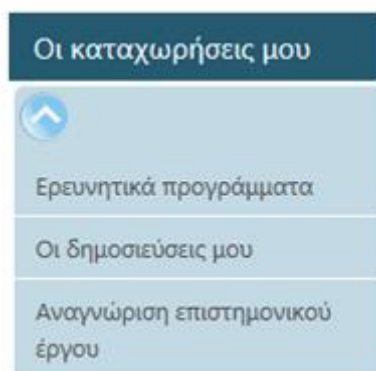 Οι καταχωρήσεις μου
Ερευνητικά προγράμματα
Οι δημοσιεύσεις μου
Αναγνώριση επιστημονικού
έργου